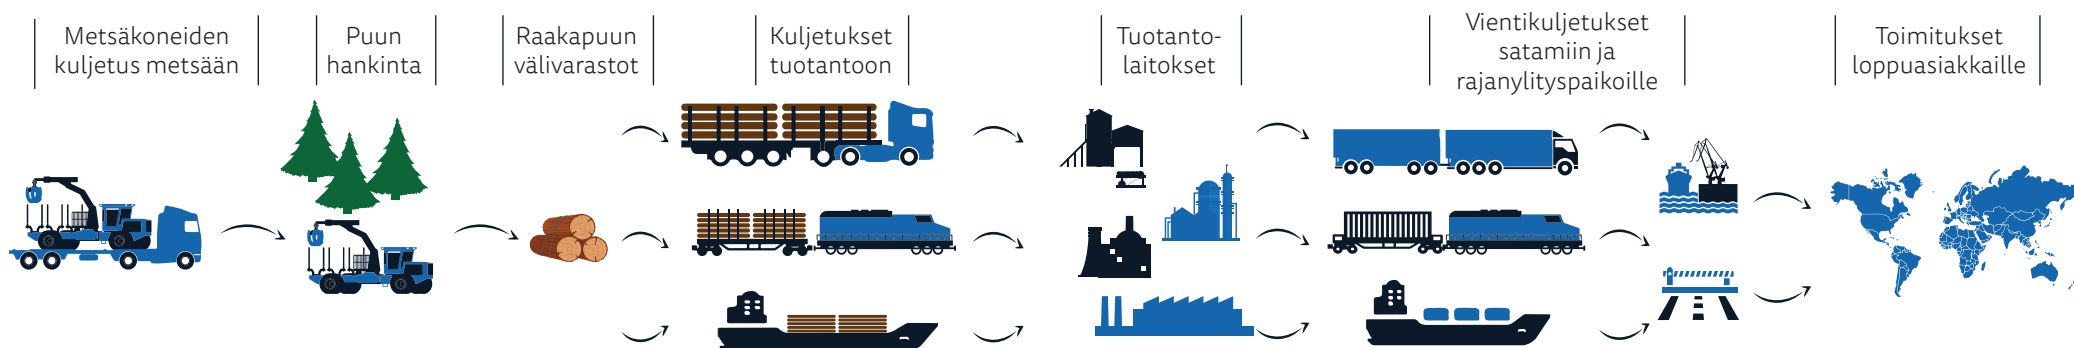 Metsäkoneiden
kuljetus metsään
Puun
hankinta
Raakapuun
välivarastot
Kuljetukset
tuotantoon
Tuotanto-
laitokset
Vientikuljetukset
satamiin ja
rajanylityspaikoille
Toimitukset
loppuasiakkaille